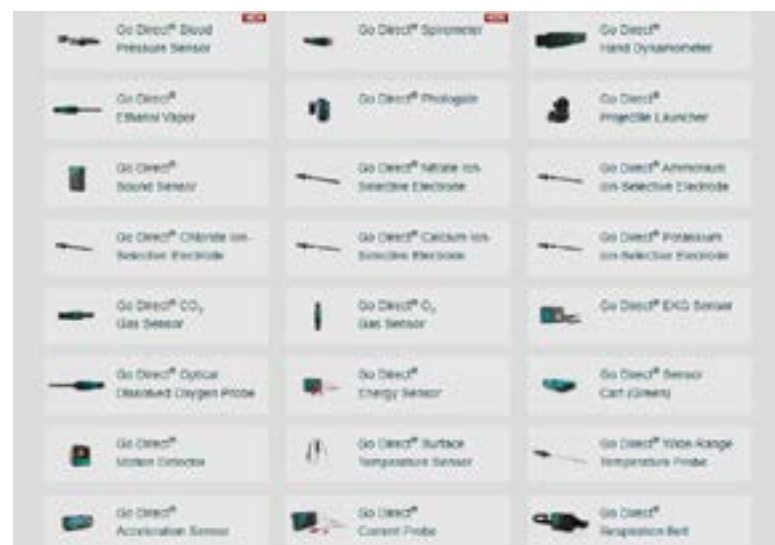 NEW
Go Direct® Blood
Pressure Sensor
NEW
Go Direct® Spirometer
Go Direct®
Hand Dynamometer
Go Direct®
Ethanol Vapor
Go Direct® Photogate
Go Direct®
Projectile Launcher
Go Direct®
Sound Sensor
Go Direct® Nitrate Ion-
Selective Electrode
Go Direct® Ammonium
Ion-Selective Electrode
Go Direct® Chloride Ion-
Selective Electrode
Go Direct® Calcium Ion-
Selective Electrode
Go Direct® Potassium
Ion-Selective Electrode
Go Direct® CO₂
Gas Sensor
Go Direct® O₂
Gas Sensor
Go Direct® EKG Sensor
Go Direct® Optical
Dissolved Oxygen Probe
Go Direct®
Energy Sensor
Go Direct® Sensor
Cart (Green)
Go Direct®
Motion Detector
Go Direct® Surface
Temperature Sensor
Go Direct® Wide-Range
Temperature Probe
Go Direct®
Acceleration Sensor
Go Direct®
Current Probe
Go Direct®
Respiration Belt